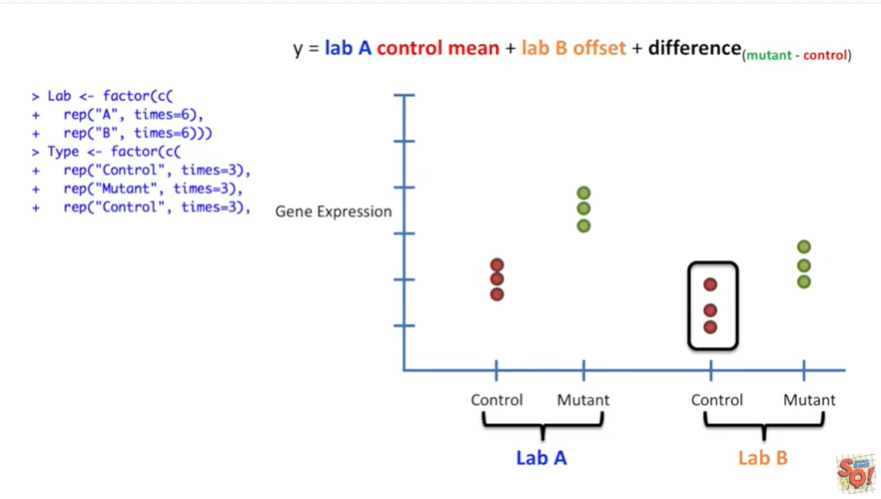 y = lab A control mean + lab B offset + difference(mutant - control)
> Lab <- factor(c(
+   rep("A", times=6),
+   rep("B", times=6)))
> Type <- factor(c(
+   rep("Control", times=3),
+   rep("Mutant", times=3),
+   rep("Control", times=3),
Gene Expression
Control Mutant Control Mutant
Lab A Lab B
SQ!